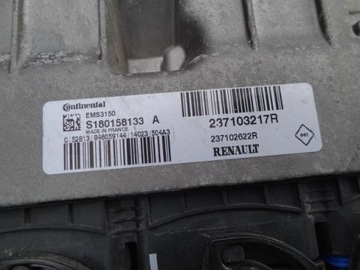 Continental
EMS3150
S180158133 A
MADE IN FRANCE
237103217R
237102622R
RENAULT